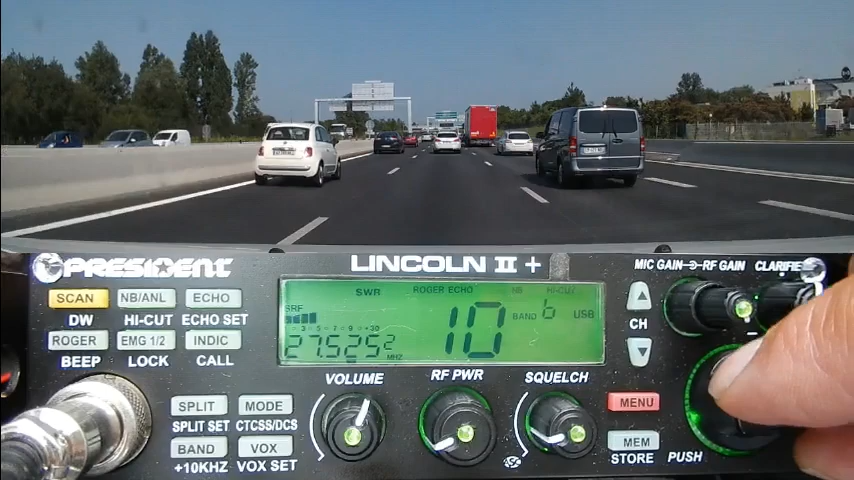 PRESIDENT
LINCOLN II +
MIC GAIN RF GAIN CLARIFIE
SCAN NB/ANL ECHO
DW HI-CUT ECHO SET
ROGER EMG 1/2 INDIC
BEEP LOCK CALL
SWR ROGER ECHO NB HI-CUT
SRF
10 BAND 6 USB
27.5252 MHZ
CH
VOLUME RF PWR SQUELCH
SPLIT MODE
SPLIT SET CTCSS/DCS
BAND VOX
+10KHZ VOX SET
MENU
MEM
STORE PUSH
ASC